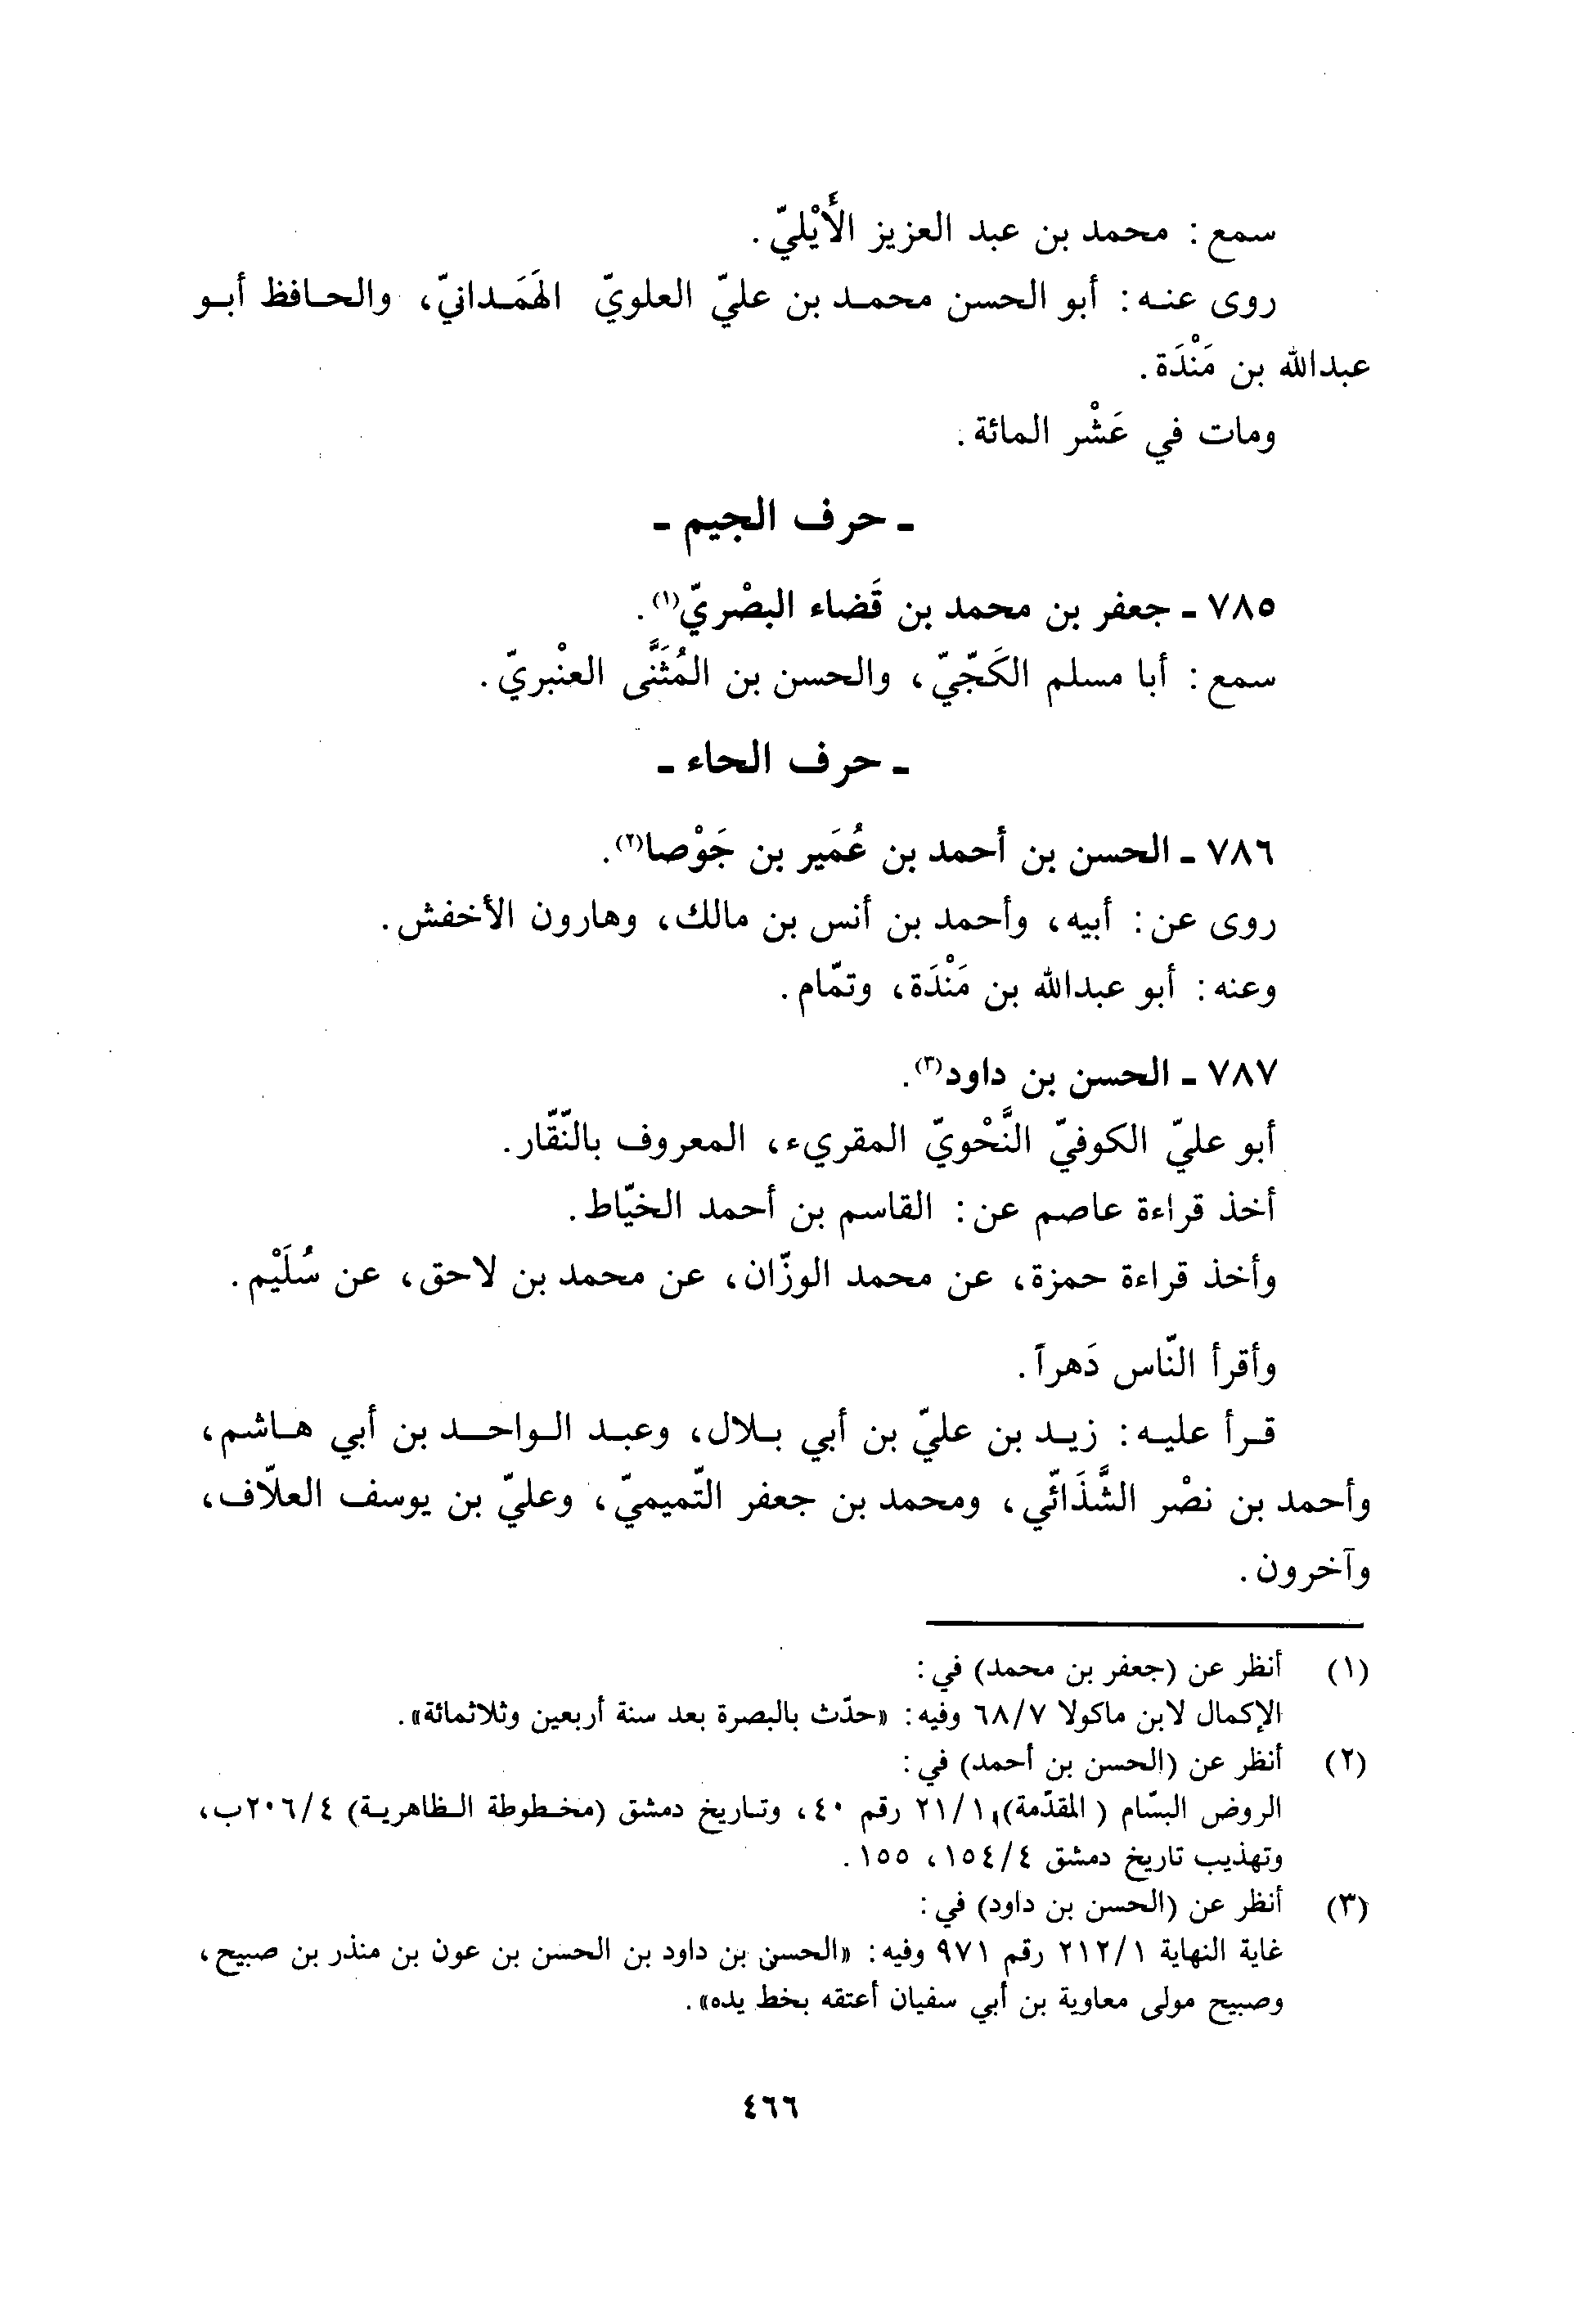 سمع: محمد بن عبد العزيز الأَيْليّ.
روى عنه: أبو الحسن محمد بن عليّ العلويّ الهَمَدانيّ، والحافظ أبو
عبدالله بن مَنْدَة.
ومات في عَشْر المائة.
- حرف الجيم -
٧٨٥ - جعفر بن محمد بن قَضاء البصْريّ(١).
سمع: أبا مسلم الكَجّيّ، والحسن بن المُثَنَّى العنْبريّ.
- حرف الحاء -
٧٨٦ - الحسن بن أحمد بن عُمَير بن جَوْصا(٢).
روى عن: أبيه، وأحمد بن أنس بن مالك، وهارون الأخفش.
وعنه: أبو عبدالله بن مَنْدَة، وتمّام.
٧٨٧ - الحسن بن داود(٣).
أبو عليّ الكوفيّ النَّحْويّ المقريء، المعروف بالنّقّار.
أخذ قراءة عاصم عن: القاسم بن أحمد الخيّاط.
وأخذ قراءة حمزة، عن محمد الوزّان، عن محمد بن لاحق، عن سُلَيْم.
وأقرأ النّاس دَهراً.
قرأ عليه: زيد بن عليّ بن أبي بلال، وعبد الواحد بن أبي هاشم،
وأحمد بن نصْر الشَّذَائّي، ومحمد بن جعفر التّميميّ، وعليّ بن يوسف العلّاف،
وآخرون.
(١) أنظر عن (جعفر بن محمد) في:
الإكمال لابن ماكولا ٦٨/٧ وفيه: «حدّث بالبصرة بعد سنة أربعين وثلاثمائة».
(٢) أنظر عن (الحسن بن أحمد) في:
الروض البسّام (المقدّمة) ٢١/١ رقم ٤٠، وتاريخ دمشق (مخطوطة الظاهرية) ٢٠٦/٤ب،
وتهذيب تاريخ دمشق ١٥٤/٤، ١٥٥.
(٣) أنظر عن (الحسن بن داود) في:
غاية النهاية ٢١٢/١ رقم ٩٧١ وفيه: «الحسن بن داود بن الحسن بن عون بن منذر بن صبيح،
وصبيح مولى معاوية بن أبي سفيان أعتقه بخط يده».
٤٦٦